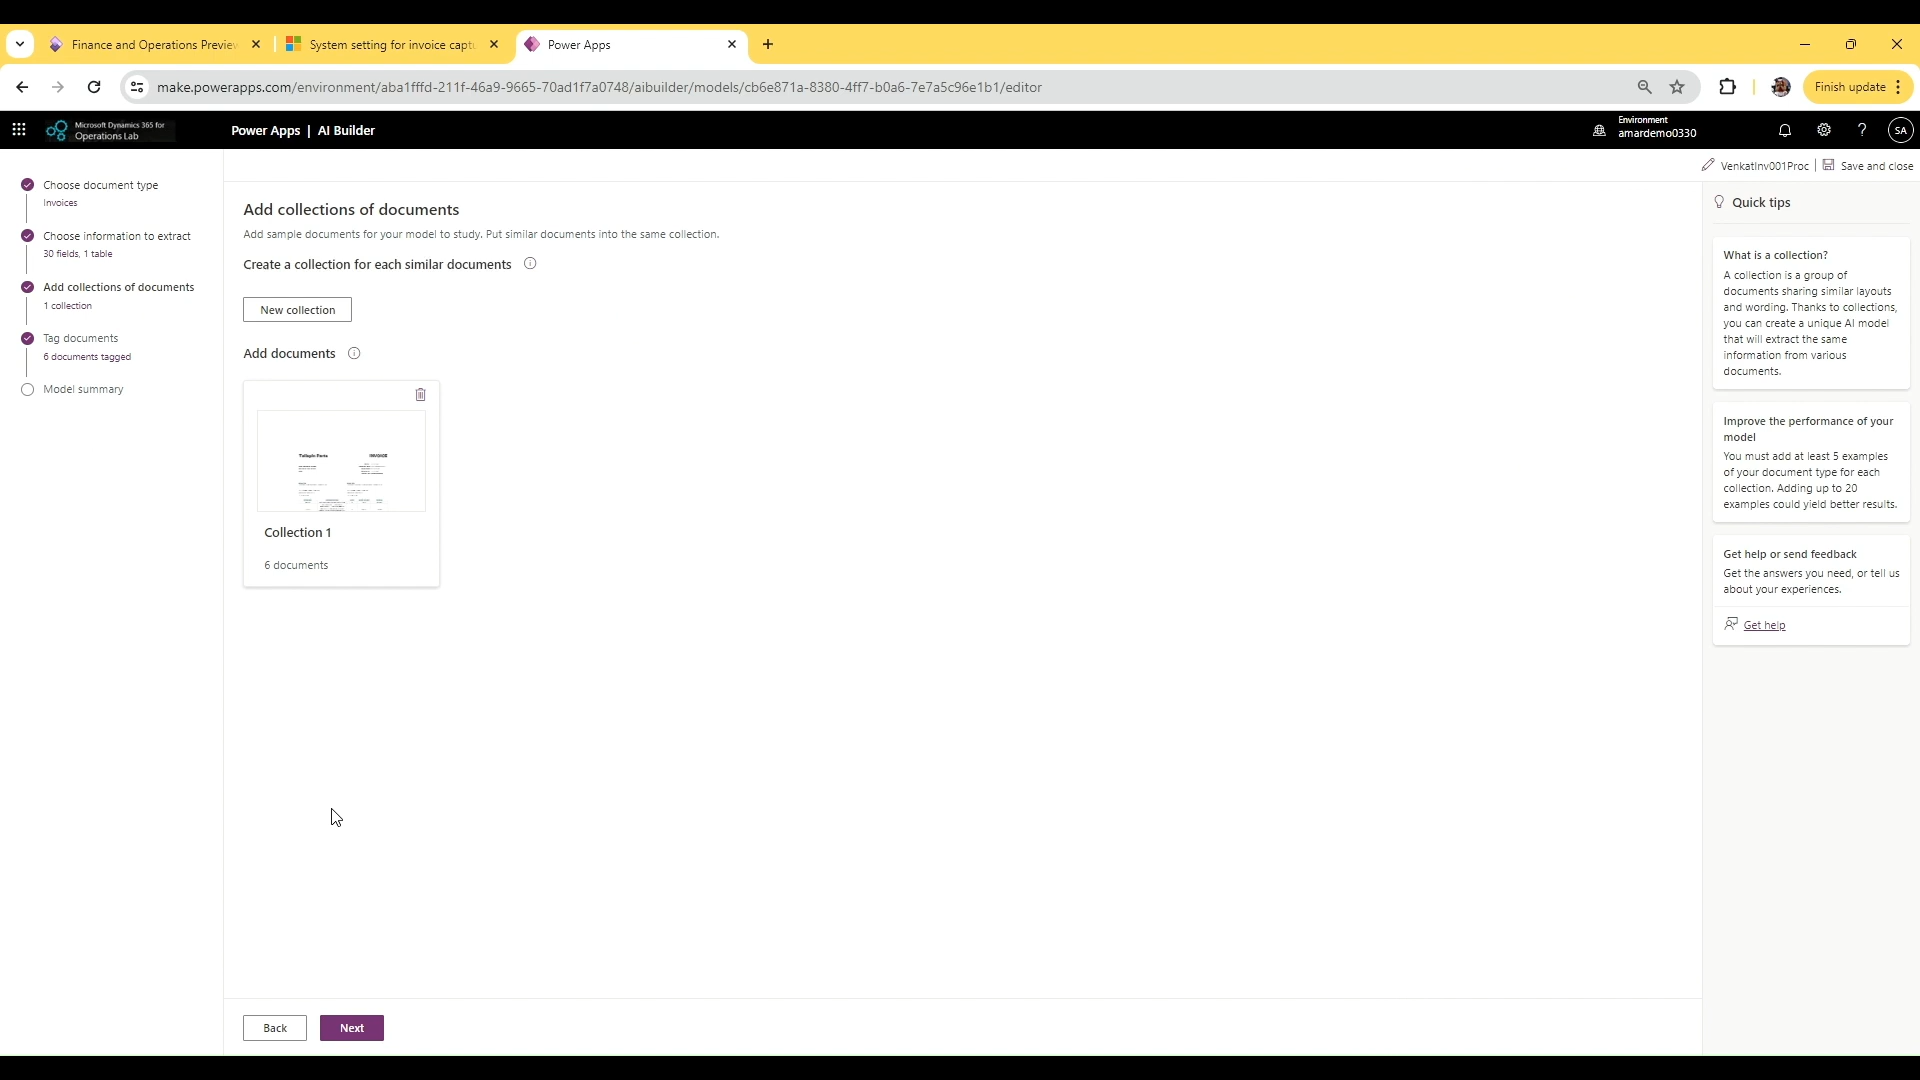 Finance and Operations Preview
System setting for invoice captu
Power Apps
make.powerapps.com/environment/aba1fffd-211f-46a9-9665-70ad1f7a0748/aibuilder/models/cb6e871a-8380-4ff7-b0a6-7e7a5c96e1b1/editor
Finish update
Microsoft Dynamics 365 for
Operations Lab
Power Apps | AI Builder
Environment
amardemo0330
SA
VenkatInv001Proc
Save and close
Choose document type
Invoices
Choose information to extract
30 fields, 1 table
Add collections of documents
1 collection
Tag documents
6 documents tagged
Model summary
Add collections of documents
Add sample documents for your model to study. Put similar documents into the same collection.
Create a collection for each similar documents
New collection
Add documents
INVOICE
Collection 1
6 documents
Back
Next
Quick tips
What is a collection?
A collection is a group of
documents sharing similar layouts
and wording. Thanks to collections,
you can create a unique AI model
that will extract the same
information from various
documents.
Improve the performance of your
model
You must add at least 5 examples
of your document type for each
collection. Adding up to 20
examples could yield better results.
Get help or send feedback
Get the answers you need, or tell us
about your experiences.
Get help